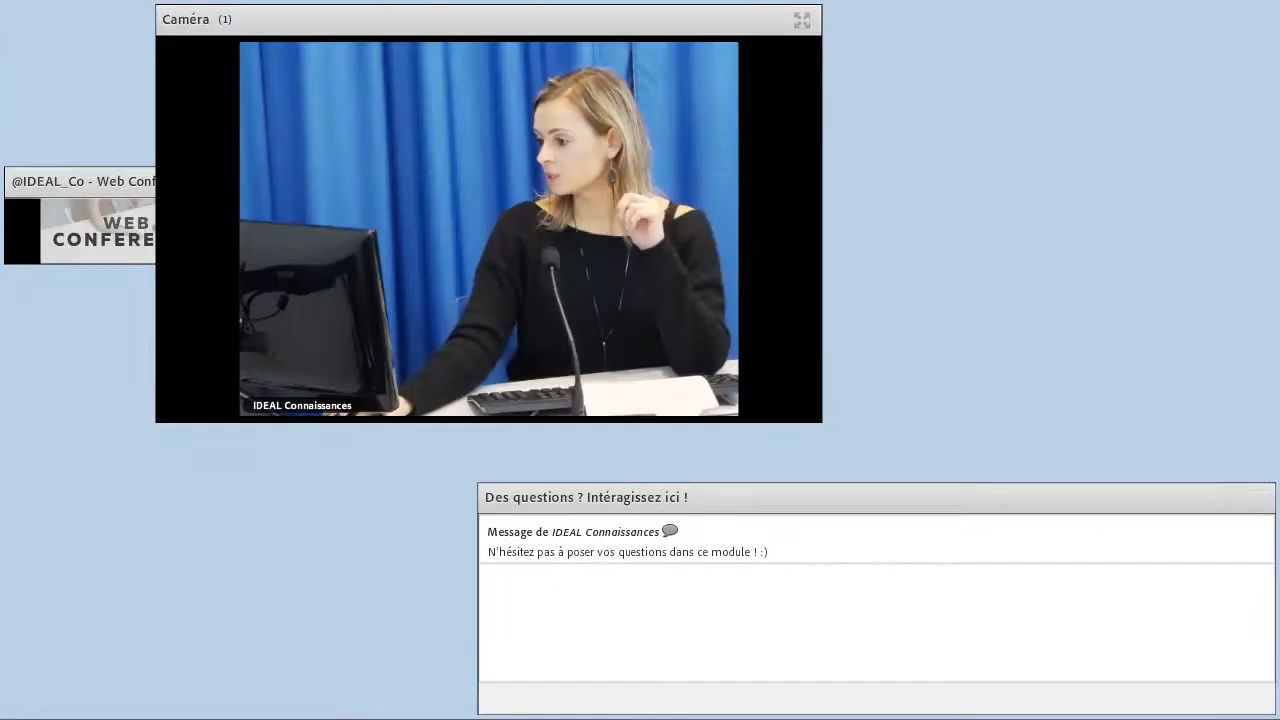 Caméra (1)
@IDEAL_Co - Web Conf
WEB
CONFERE
IDEAL Connaissances
Des questions ? Intéragissez ici !
Message de IDEAL Connaissances
N'hésitez pas à poser vos questions dans ce module ! :)